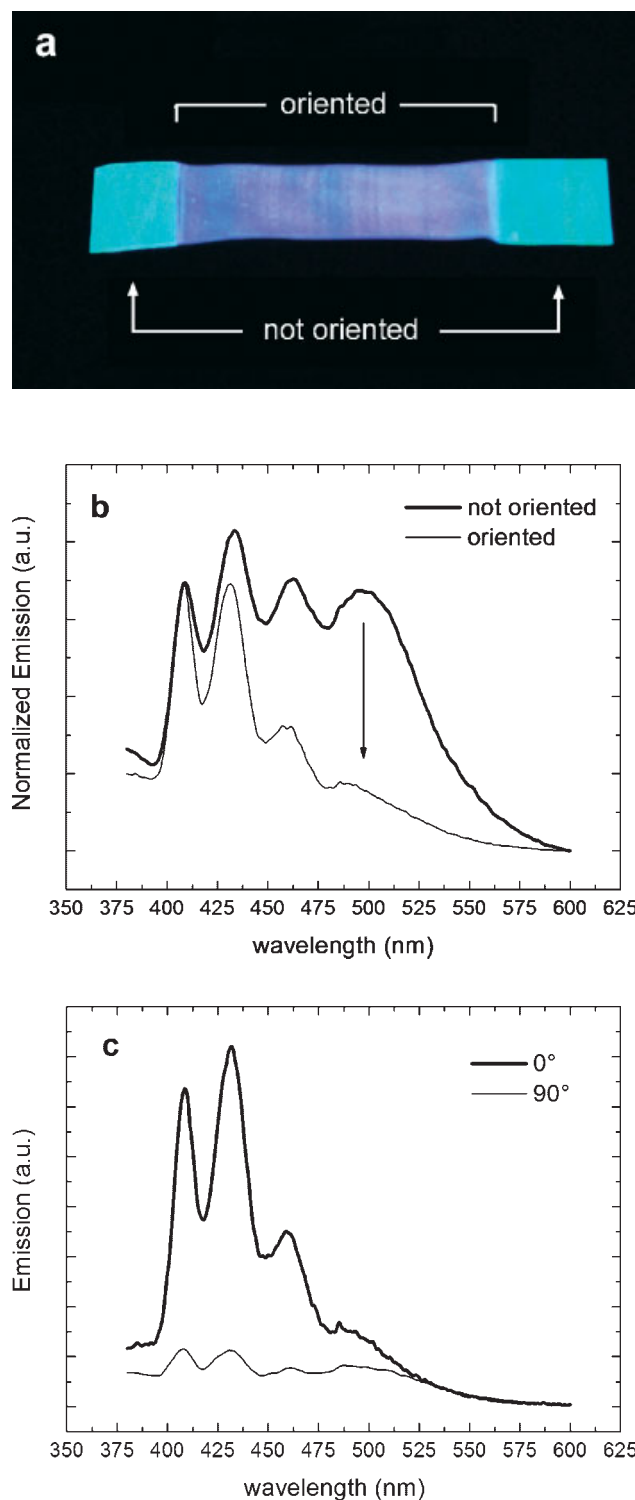 a
oriented
not oriented
b
not oriented
oriented
Normalized Emission (a.u.)
350 375 400 425 450 475 500 525 550 575 600 625
wavelength (nm)
c
0°
90°
Emission (a.u.)
350 375 400 425 450 475 500 525 550 575 600 625
wavelength (nm)